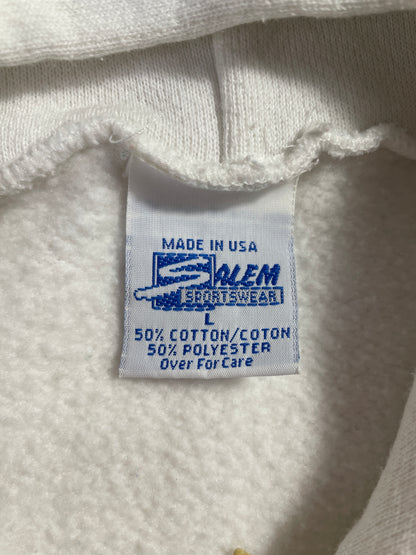 MADE IN USA
SALEM
SPORTSWEAR
L
50% COTTON/COTON
50% POLYESTER
Over For Care